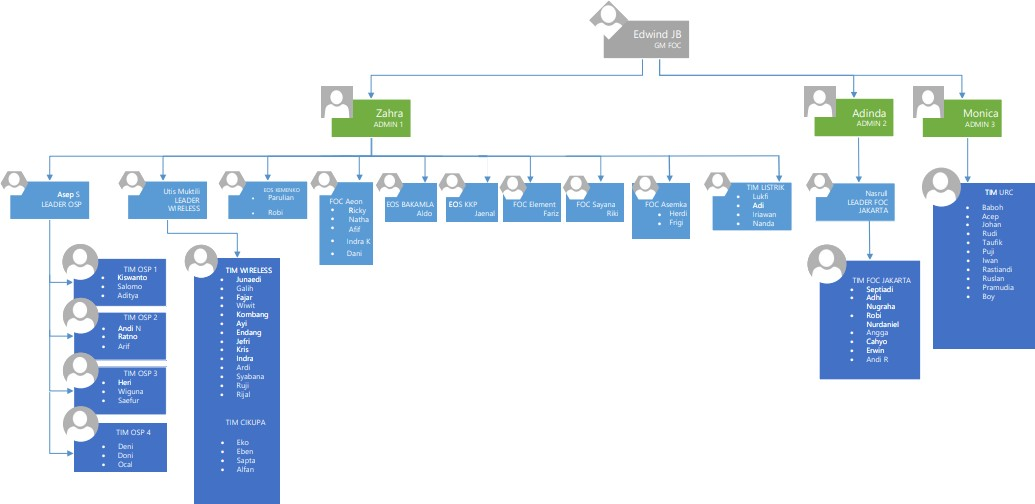 Edwind JB
GM FOC
Zahra
ADMIN 1
Adinda
ADMIN 2
Monica
ADMIN 3
Asep S
LEADER OSP
Utis Muktili
LEADER
WIRELESS
EOS KEMENKO
Parulian
Robi
FOC Aeon
Ricky
Natha
Afif
Indra K
Dani
EOS BAKAMLA
Aldo
EOS KKP
Jaenal
FOC Element
Fariz
FOC Sayana
Riki
FOC Asemka
Herdi
Frigi
TIM LISTRIK
Lukfi
Adi
Iriawan
Nanda
Nasrul
LEADER FOC
JAKARTA
TIM URC
Baboh
Acep
Johan
Rudi
Taufik
Puji
Iwan
Rastiandi
Ruslan
Pramudia
Boy
TIM OSP 1
Kiswanto
Salomo
Aditya
TIM OSP 2
Andi N
Ratno
Arif
TIM OSP 3
Heri
Wiguna
Saefur
TIM OSP 4
Deni
Doni
Ocai
TIM WIRELESS
Junaedi
Galih
Fajar
Wiwit
Kombang
Ayi
Endang
Jefri
Kris
Indra
Ardi
Syabana
Ruji
Rijal
TIM CIKUPA
Eko
Eben
Sapta
Alfan
TIM FOC JAKARTA
Septiadi
Adhi
Nugraha
Robi
Nurdaniel
Angga
Cahyo
Erwin
Andi R